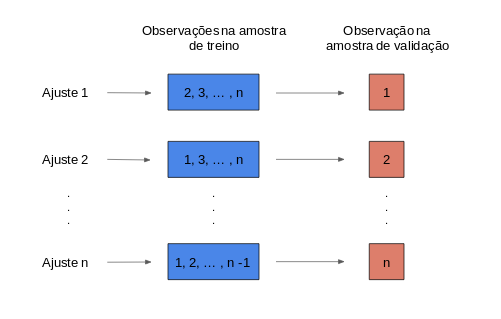 Observações na amostra
de treino
Observação na
amostra de validação
Ajuste 1
2, 3, … , n
1
Ajuste 2
1, 3, … , n
2
. . .
. . .
. . .
Ajuste n
1, 2, … , n -1
n